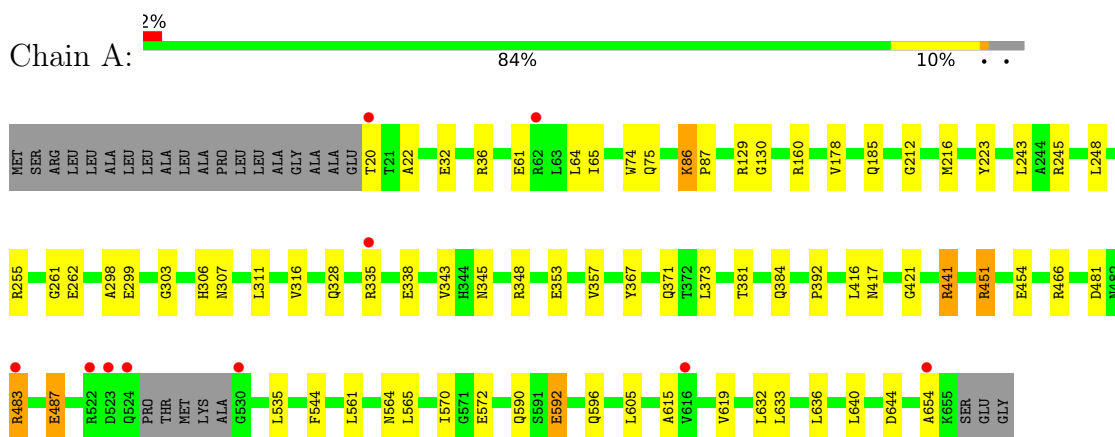 2%
Chain A:
84% 10% • •
MET SER ARG LEU LEU ALA LEU LEU ALA LEU ALA PRO LEU LEU ALA GLY ALA ALA GLU T20 T21 A22 E32 R36 E61 R62 L63 L64 I65 W74 Q75 K86 P87 R129 G130 R160 V178 Q185 G212 M216 Y223 L243 A244 R245 L248
R255 G261 E262 A298 E299 G303 H306 N307 L311 V316 Q328 R335 E338 V343 H344 N345 R348 E353 V357 Y367 Q371 T372 L373 T381 Q384 P392 L416 N417 G421 R441 R451 E454 R466 D481 N482
R483 E487 R522 D523 Q524 PRO THR MET LYS ALA G530 L535 F544 L561 N564 L565 I570 G571 E572 Q590 S591 E592 Q596 L605 A615 V616 V619 L632 L633 L636 L640 D644 A654 K655 SER GLU GLY